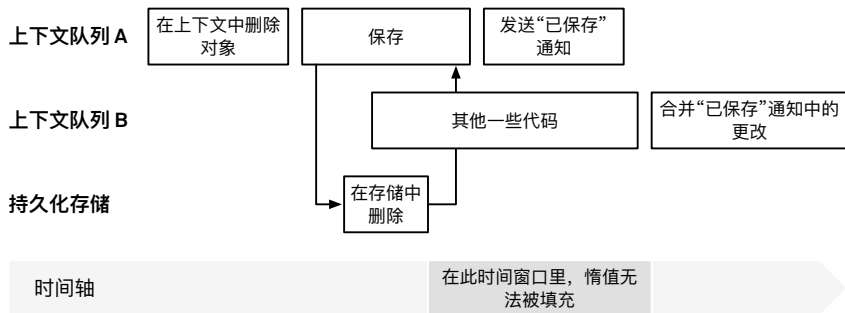 上下文队列 A
在上下文中删除
对象
保存
发送“已保存”
通知
上下文队列 B
其他一些代码
合并“已保存”通知中的
更改
持久化存储
在存储中
删除
时间轴
在此时间窗口里，惰值无
法被填充